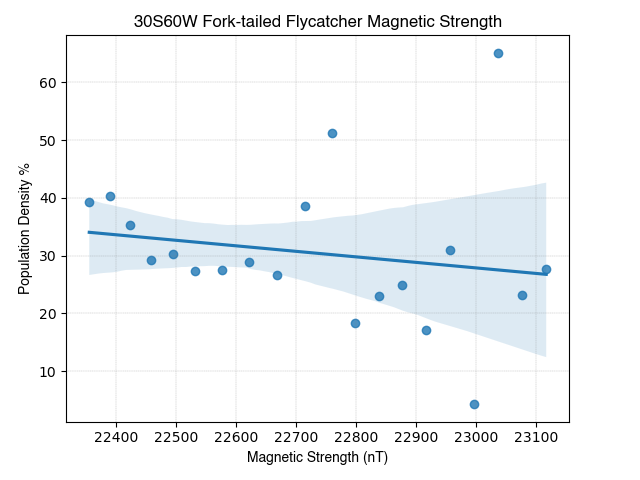 30S60W Fork-tailed Flycatcher Magnetic Strength
Population Density %
60
50
40
30
20
10
22400 22500 22600 22700 22800 22900 23000 23100
Magnetic Strength (nT)